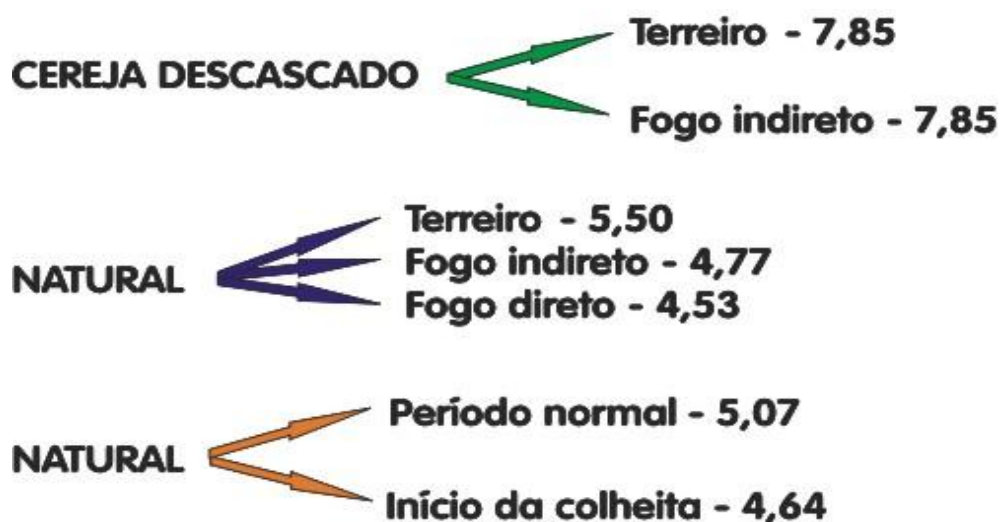 Terreiro - 7,85
CEREJA DESCASCADO
Fogo indireto - 7,85
Terreiro - 5,50
Fogo indireto - 4,77
NATURAL
Fogo direto - 4,53
Período normal - 5,07
NATURAL
Início da colheita - 4,64